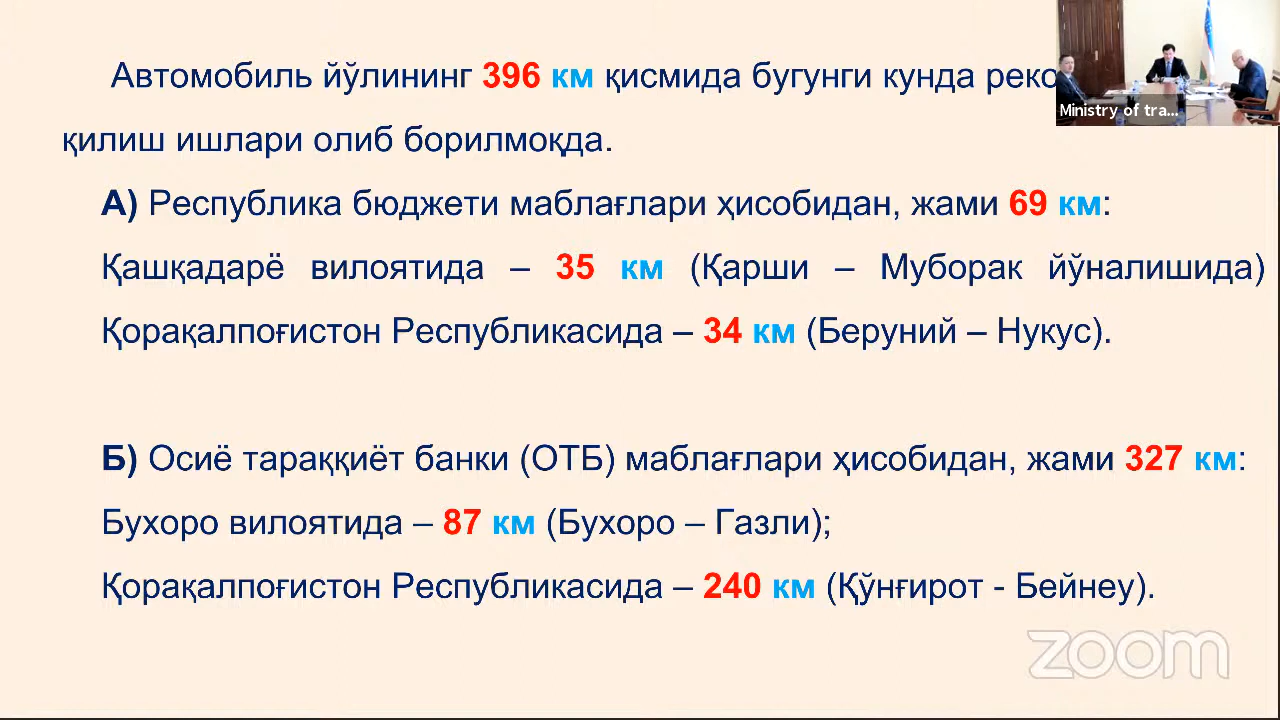 Автомобиль йўлининг 396 км қисмида бугунги кунда
қилиш ишлари олиб борилмоқда.
А) Республика бюджети маблағлари ҳисобидан, жами 69 км:
Қашқадарё вилоятида – 35 км (Қарши – Муборак йўналишида)
Қорақалпоғистон Республикасида – 34 км (Беруний – Нукус).
Б) Осиё тараққиёт банки (ОТБ) маблағлари ҳисобидан, жами 327 км:
Бухоро вилоятида – 87 км (Бухоро – Газли);
Қорақалпоғистон Республикасида – 240 км (Қўнғирот - Бейнеу).
Ministry of tra...
zoom